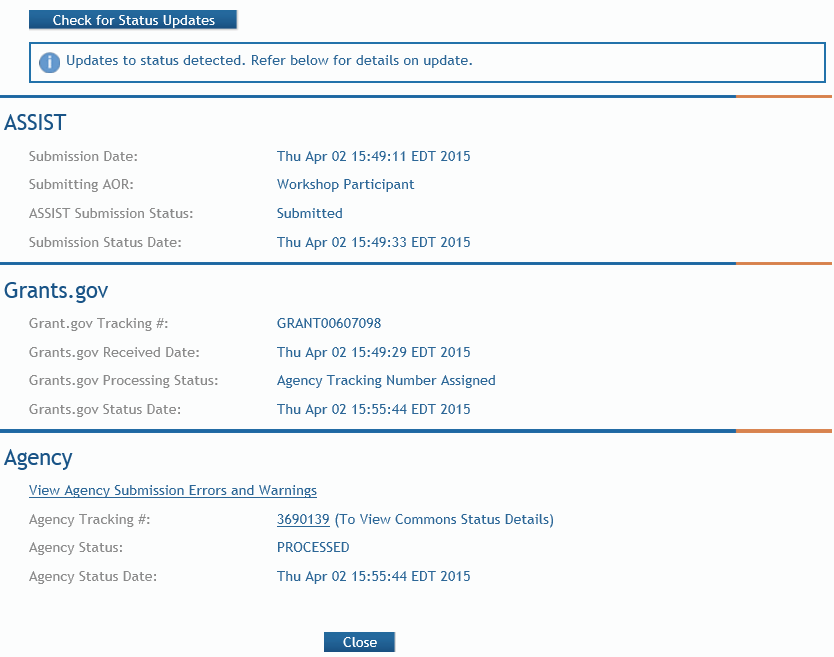 Check for Status Updates
i Updates to status detected. Refer below for details on update.
ASSIST
Submission Date: Thu Apr 02 15:49:11 EDT 2015
Submitting AOR: Workshop Participant
ASSIST Submission Status: Submitted
Submission Status Date: Thu Apr 02 15:49:33 EDT 2015
Grants.gov
Grant.gov Tracking #: GRANT00607098
Grants.gov Received Date: Thu Apr 02 15:49:29 EDT 2015
Grants.gov Processing Status: Agency Tracking Number Assigned
Grants.gov Status Date: Thu Apr 02 15:55:44 EDT 2015
Agency
View Agency Submission Errors and Warnings
Agency Tracking #: 3690139 (To View Commons Status Details)
Agency Status: PROCESSED
Agency Status Date: Thu Apr 02 15:55:44 EDT 2015
Close